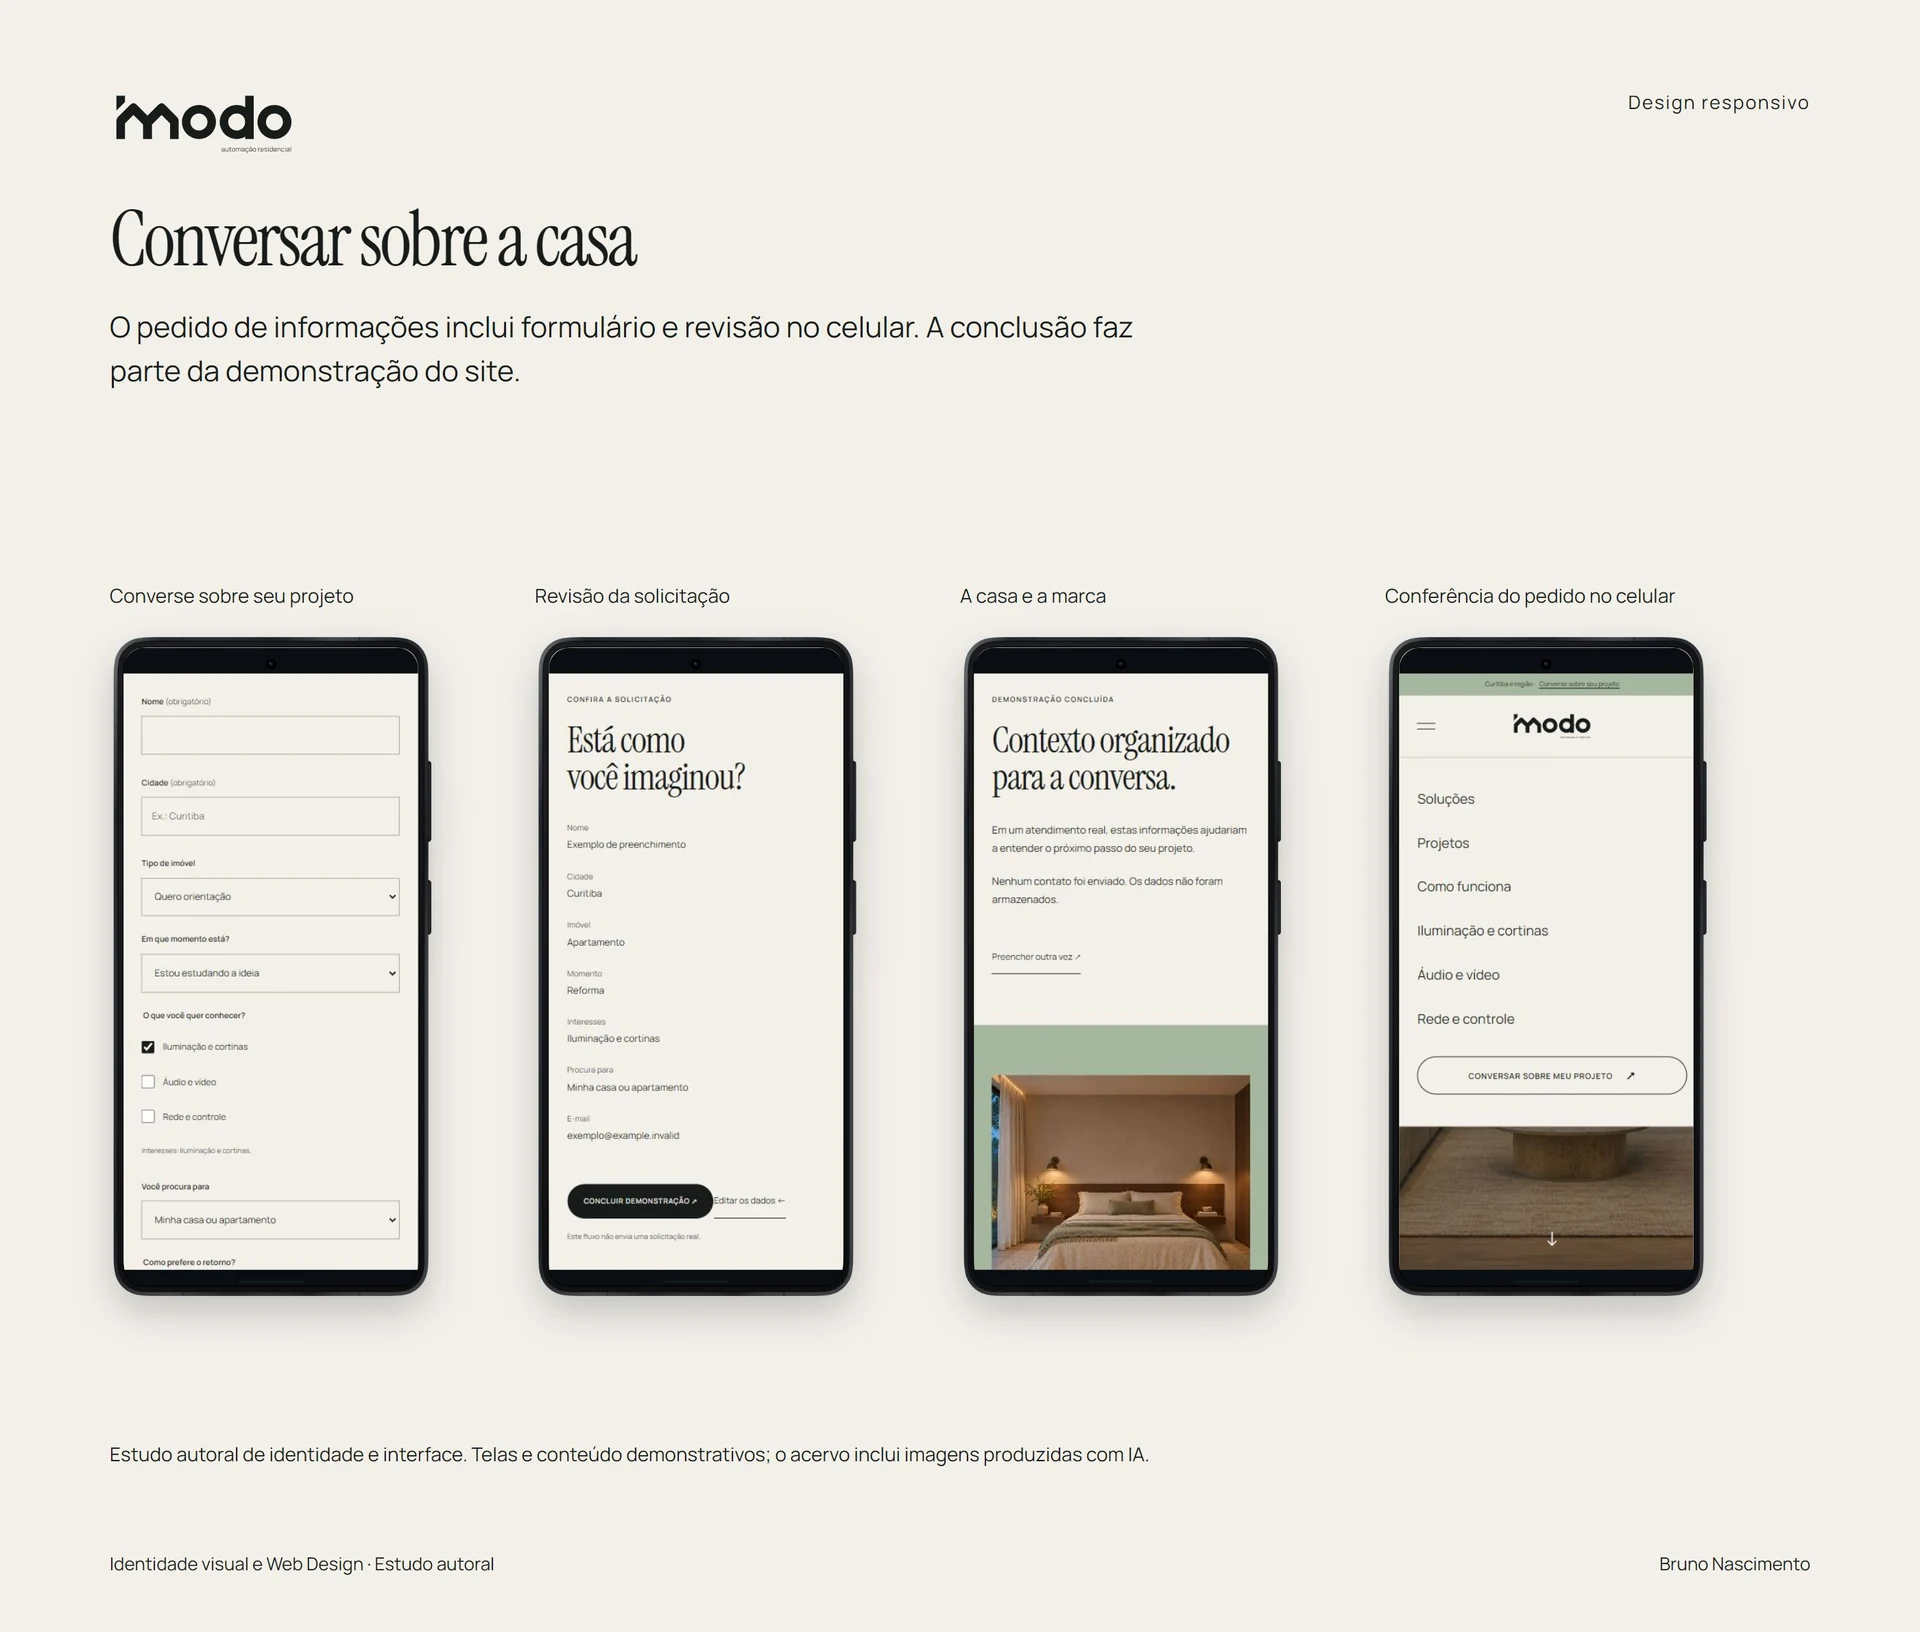 modo
automação residencial
Design responsivo
Conversar sobre a casa
O pedido de informações inclui formulário e revisão no celular. A conclusão faz
parte da demonstração do site.
Converse sobre seu projeto
Nome (obrigatório)
Cidade (obrigatório)
Ex.: Curitiba
Tipo de imóvel
Quero orientação
Em que momento está?
Estou estudando a ideia
O que você quer conhecer?
Iluminação e cortinas
Áudio e vídeo
Rede e controle
Interesses: Iluminação e cortinas.
Você procura para
Minha casa ou apartamento
Como prefere o retorno?
Revisão da solicitação
CONFIRA A SOLICITAÇÃO
Está como
você imaginou?
Nome
Exemplo de preenchimento
Cidade
Curitiba
Imóvel
Apartamento
Momento
Reforma
Interesses
Iluminação e cortinas
Procura para
Minha casa ou apartamento
E-mail
exemplo@example.invalid
CONCLUIR DEMONSTRAÇÃO ↗ Editar os dados ←
Este fluxo não envia uma solicitação real.
A casa e a marca
DEMONSTRAÇÃO CONCLUÍDA
Contexto organizado
para a conversa.
Em um atendimento real, estas informações ajudariam
a entender o próximo passo do seu projeto.
Nenhum contato foi enviado. Os dados não foram
armazenados.
Preencher outra vez ↗
Conferência do pedido no celular
Curitiba e região · Converse sobre seu projeto
modo
Soluções
Projetos
Como funciona
Iluminação e cortinas
Áudio e vídeo
Rede e controle
CONVERSAR SOBRE MEU PROJETO ↗
↓
Estudo autoral de identidade e interface. Telas e conteúdo demonstrativos; o acervo inclui imagens produzidas com IA.
Identidade visual e Web Design · Estudo autoral
Bruno Nascimento